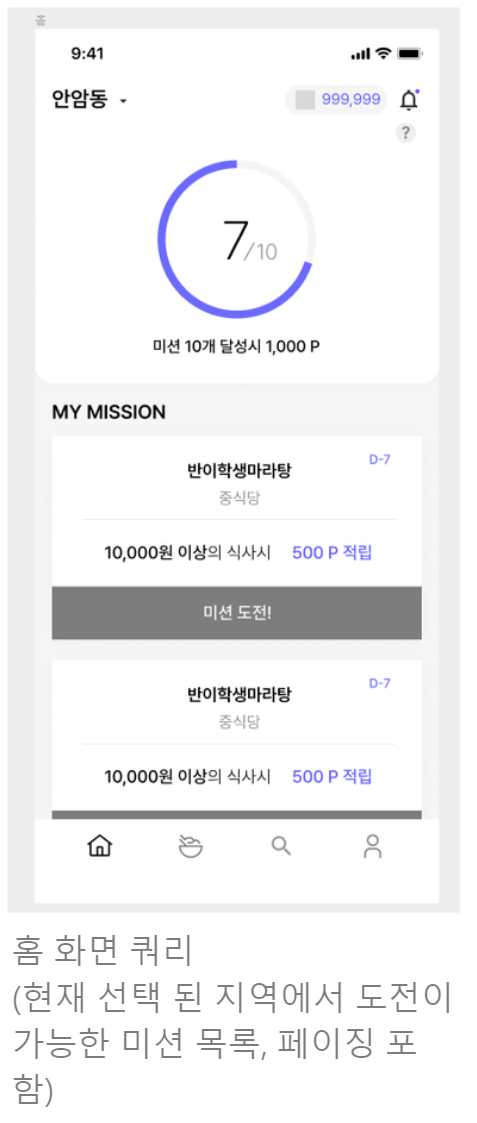 홈
9:41
안암동
999,999
?
7/10
미션 10개 달성시 1,000 P
MY MISSION
D-7
반이학생마라탕
중식당
10,000원 이상의 식사시 500 P 적립
미션 도전!
D-7
반이학생마라탕
중식당
10,000원 이상의 식사시 500 P 적립
홈 화면 쿼리
(현재 선택 된 지역에서 도전이
가능한 미션 목록, 페이징 포
함)